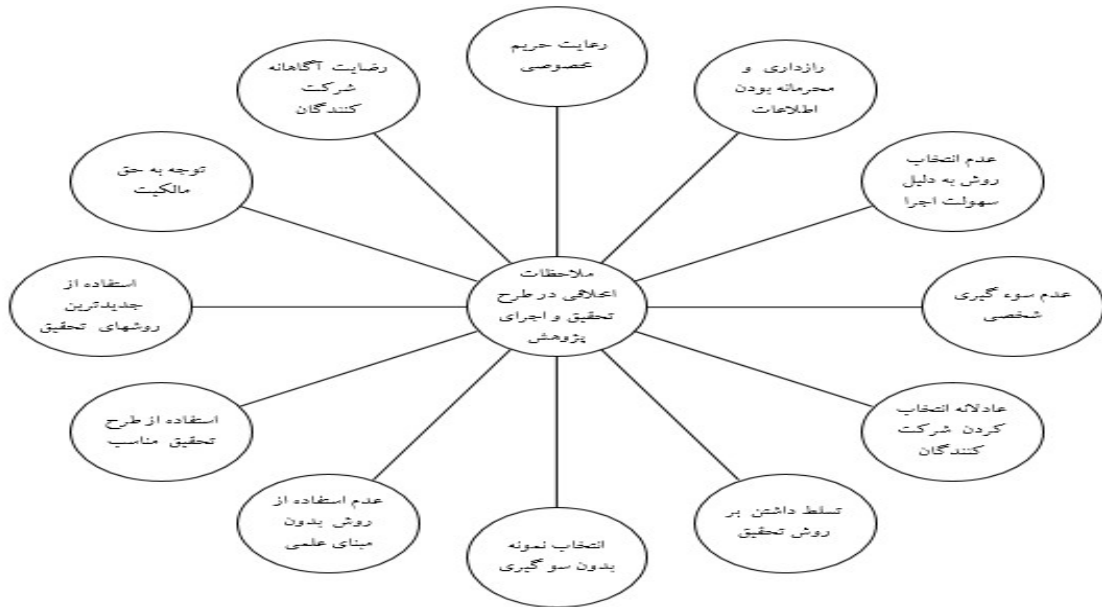 رعایت حریم
خصوصی
رازداری و
محرمانه بودن
اطلاعات
عدم انتخاب
روش به دلیل
سهولت اجرا
عدم سوء گیری
شخصی
عادلانه انتخاب
کردن شرکت
کنندگان
تسلط داشتن بر
روش تحقیق
انتخاب نمونه
بدون سو گیری
عدم استفاده از
روش بدون
مبنای علمی
استفاده از طرح
تحقیق مناسب
استفاده از
جدیدترین
روشهای تحقیق
توجه به حق
مالکیت
رضایت آگاهانه
شرکت
کنندگان
ملاحظات
اخلاقی در طرح
تحقیق و اجرای
پژوهش